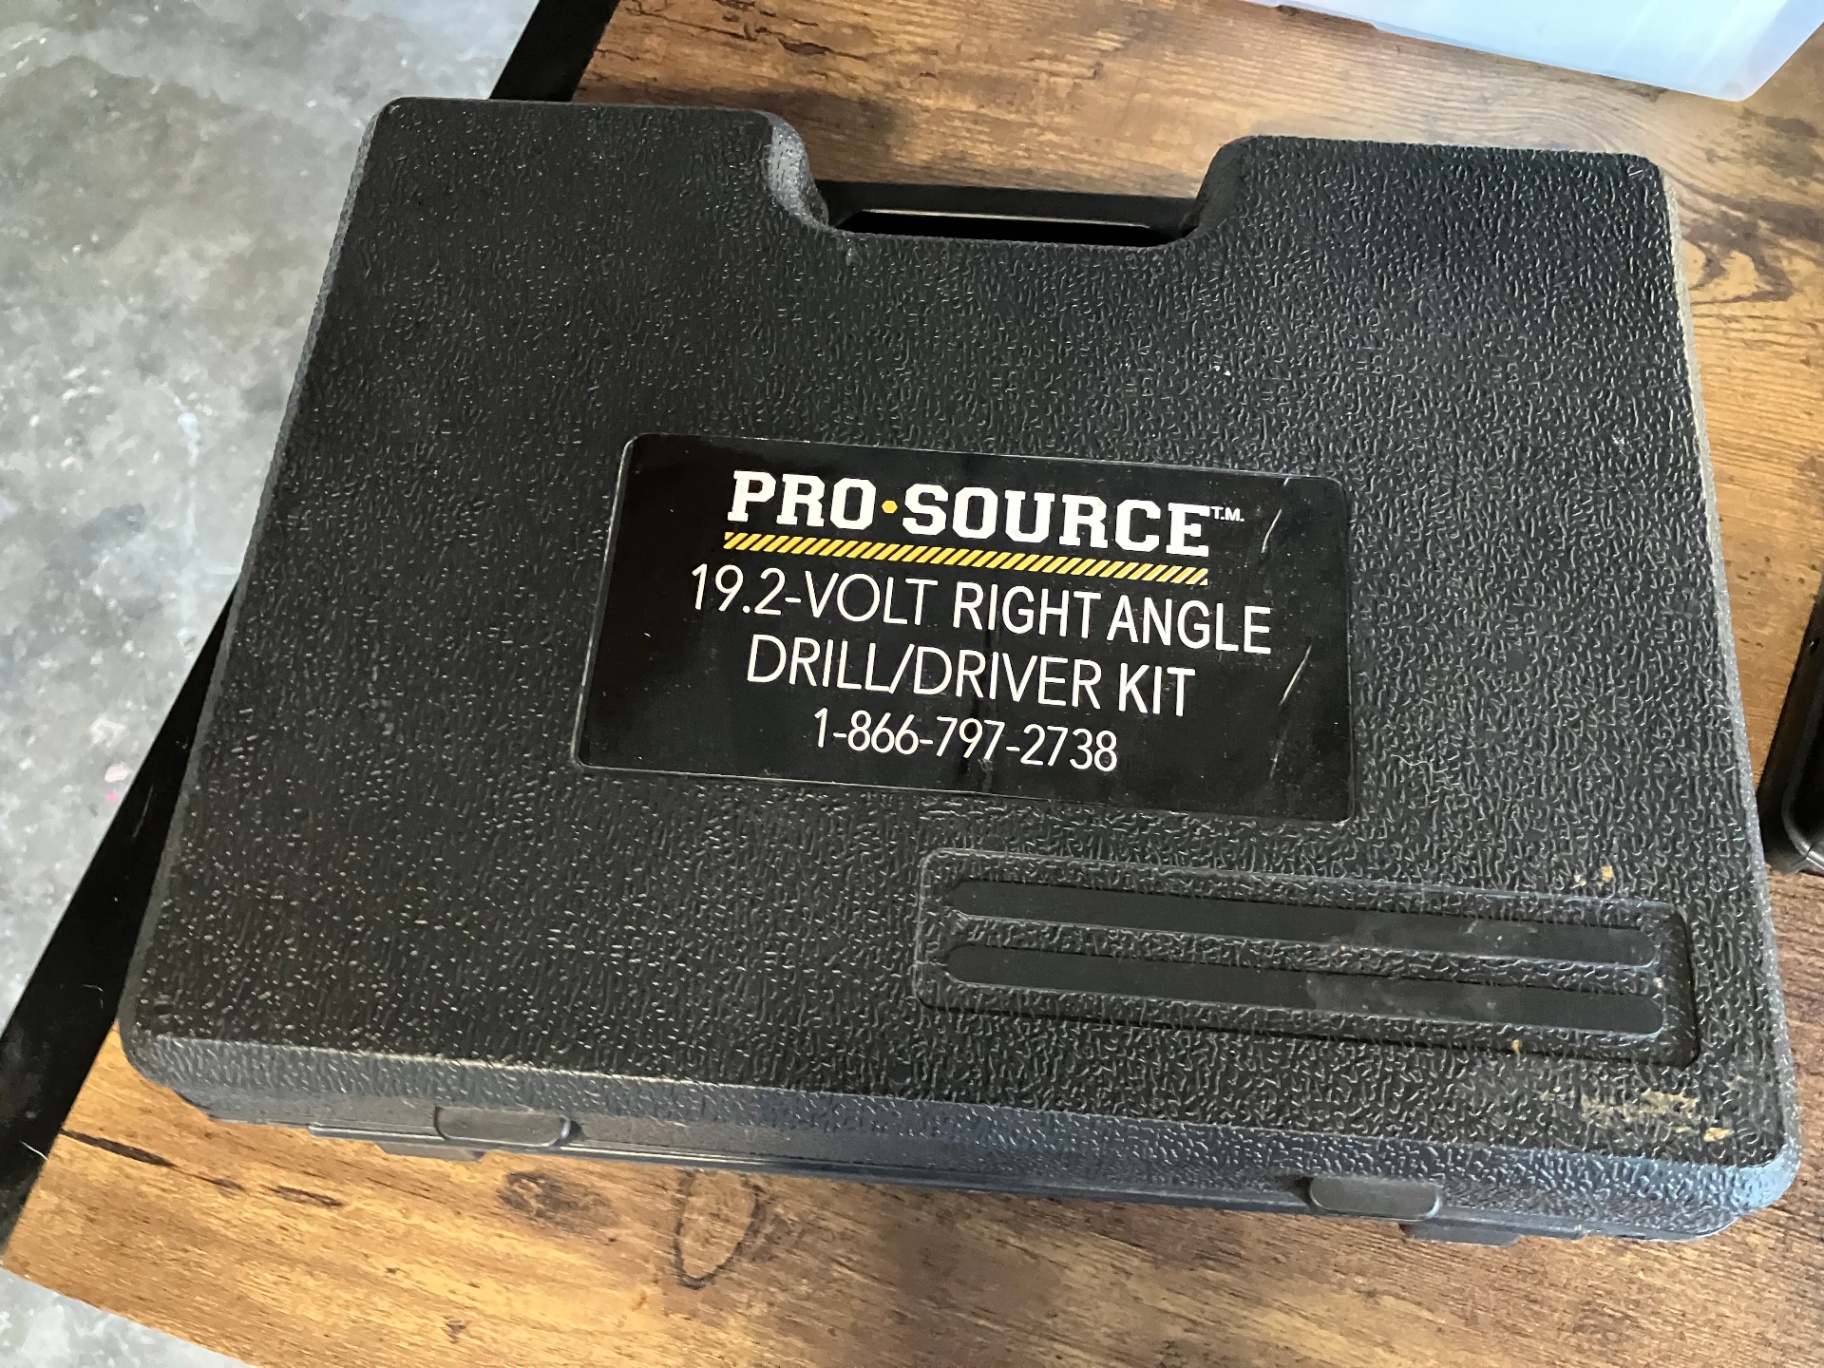 PRO·SOURCE T.M.
19.2-VOLT RIGHT ANGLE
DRILL/DRIVER KIT
1-866-797-2738